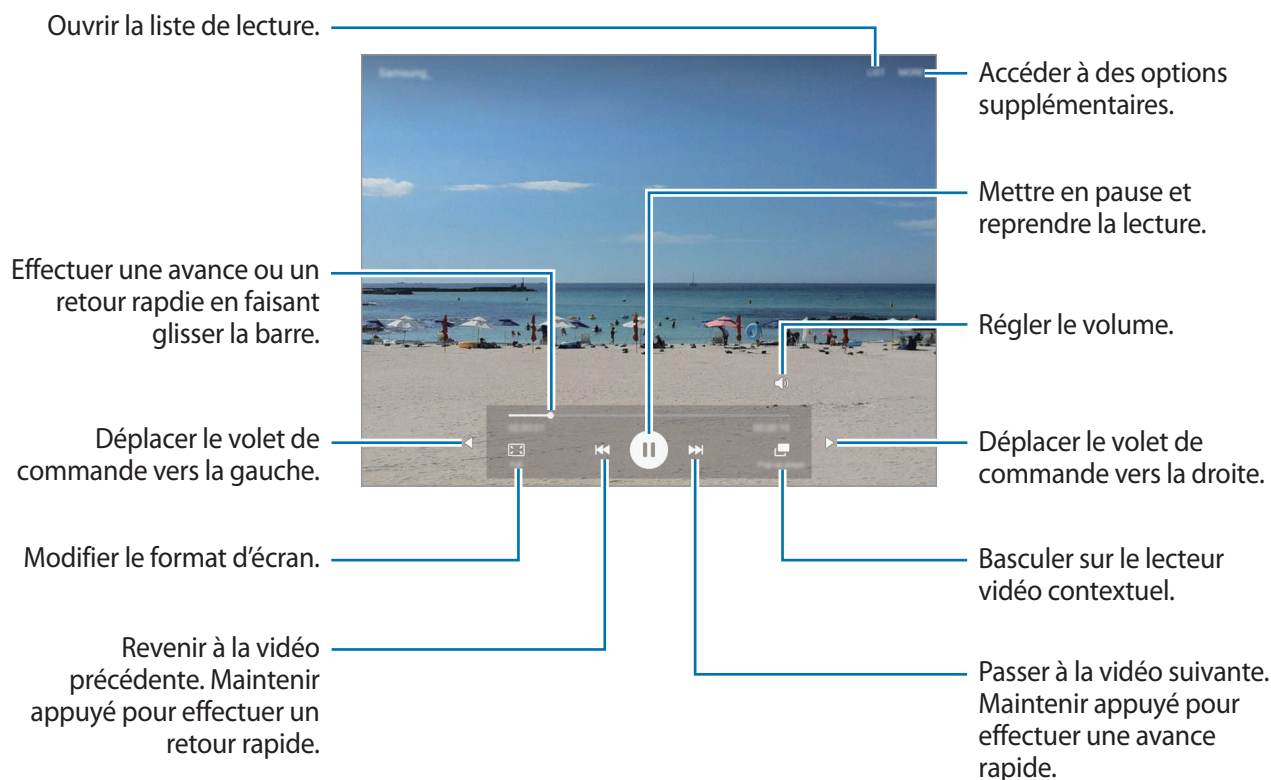 Ouvrir la liste de lecture.
Accéder à des options
supplémentaires.
Mettre en pause et
reprendre la lecture.
Effectuer une avance ou un
retour rapdie en faisant
glisser la barre.
Régler le volume.
Déplacer le volet de
commande vers la gauche.
Déplacer le volet de
commande vers la droite.
Modifier le format d’écran.
Basculer sur le lecteur
vidéo contextuel.
Revenir à la vidéo
précédente. Maintenir
appuyé pour effectuer un
retour rapide.
Passer à la vidéo suivante.
Maintenir appuyé pour
effectuer une avance
rapide.